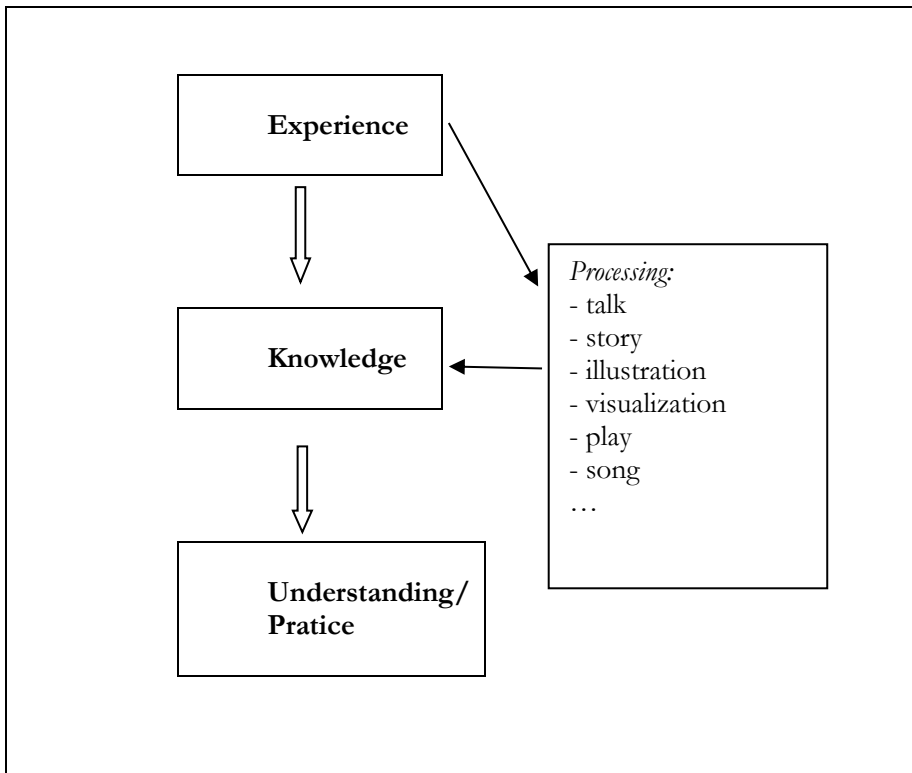 Experience
Processing:
- talk
- story
- illustration
- visualization
- play
- song
…
Knowledge
Understanding/
Pratice